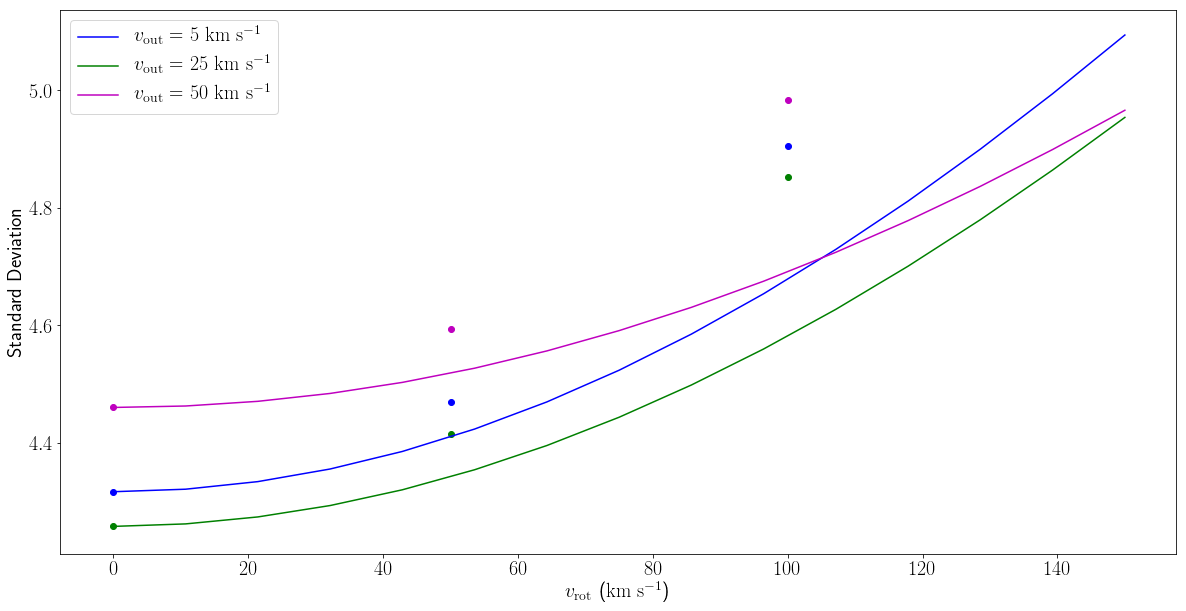 v_out = 5 km s⁻¹
v_out = 25 km s⁻¹
v_out = 50 km s⁻¹
Standard Deviation
5.0
4.8
4.6
4.4
0 20 40 60 80 100 120 140
v_rot (km s⁻¹)